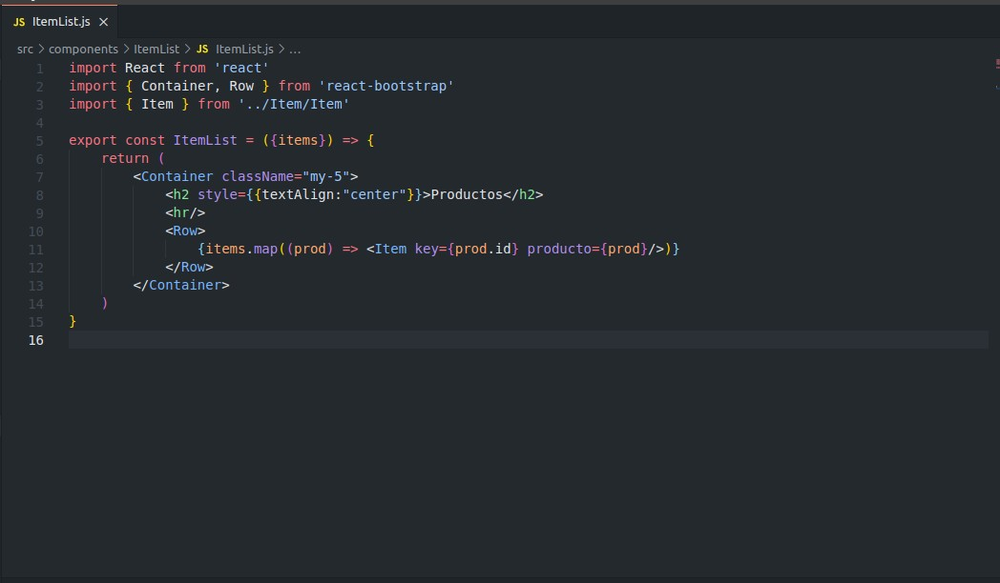 JS ItemList.js ×
src > components > ItemList > JS ItemList.js > ...
1 import React from 'react'
2 import { Container, Row } from 'react-bootstrap'
3 import { Item } from '../Item/Item'
4
5 export const ItemList = ({items}) => {
6     return (
7         <Container className="my-5">
8             <h2 style={{textAlign:"center"}}>Productos</h2>
9             <hr/>
10             <Row>
11                 {items.map((prod) => <Item key={prod.id} producto={prod}/>)}
12             </Row>
13         </Container>
14     )
15 }
16